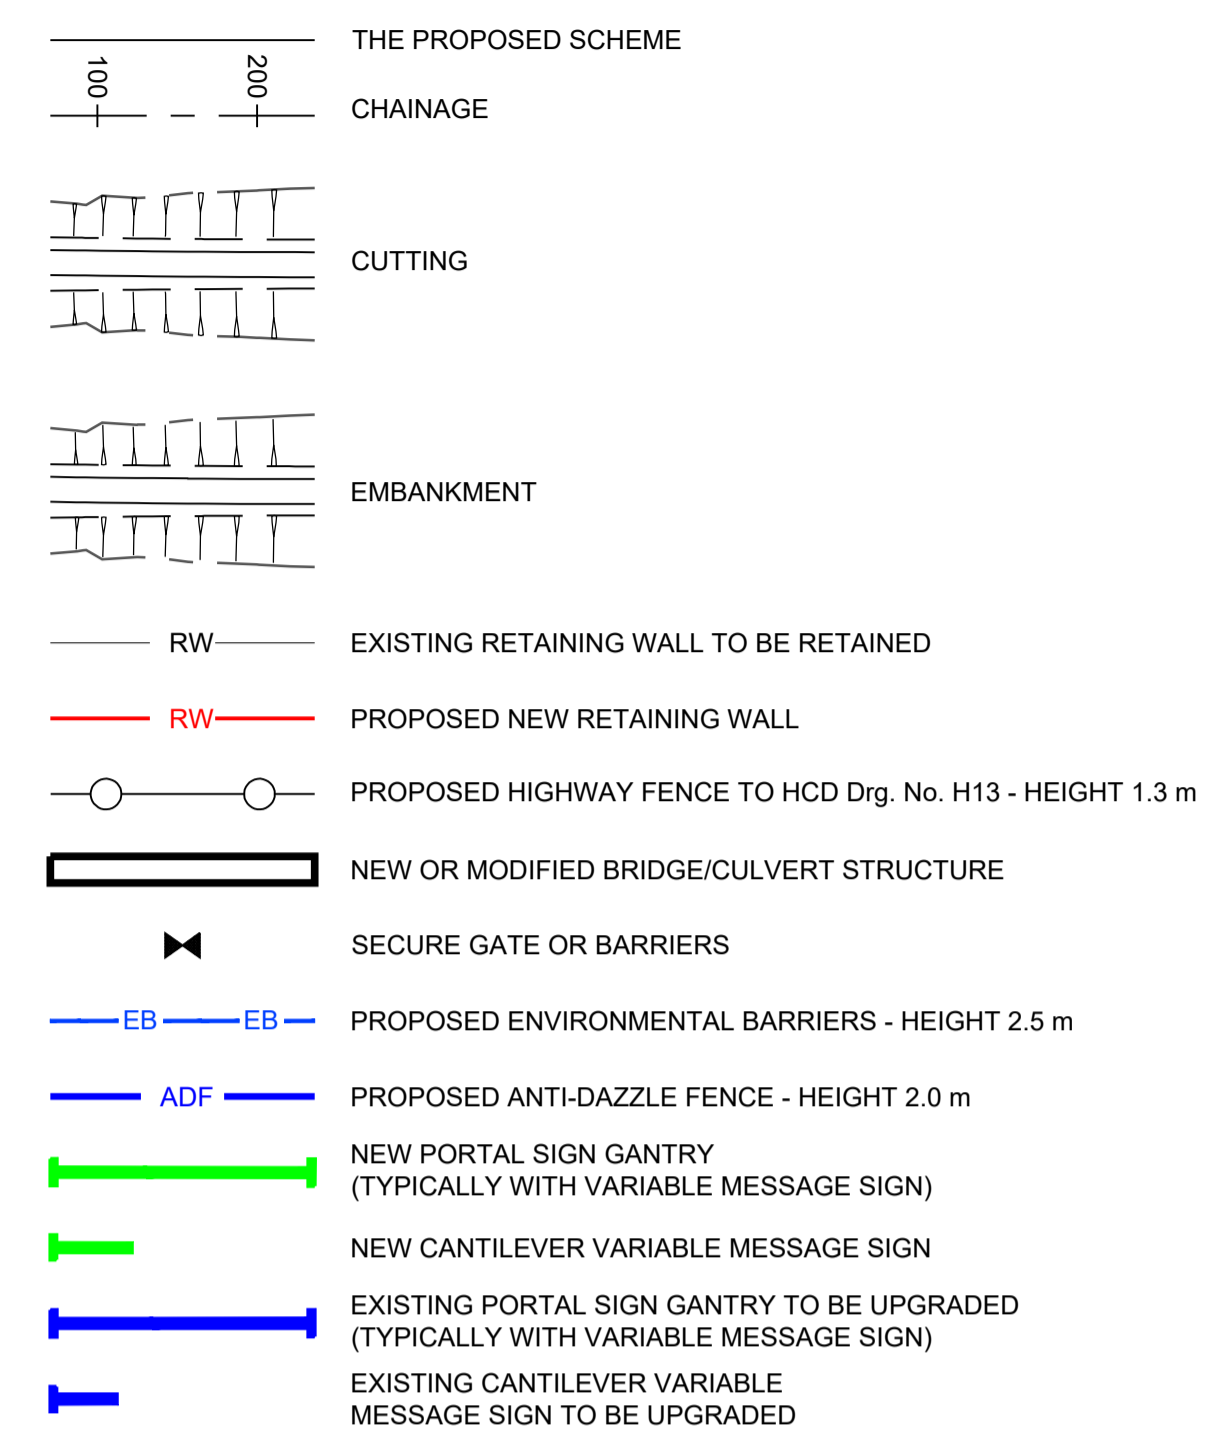 THE PROPOSED SCHEME
100 200
CHAINAGE
CUTTING
EMBANKMENT
RW EXISTING RETAINING WALL TO BE RETAINED
RW PROPOSED NEW RETAINING WALL
PROPOSED HIGHWAY FENCE TO HCD Drg. No. H13 - HEIGHT 1.3 m
NEW OR MODIFIED BRIDGE/CULVERT STRUCTURE
SECURE GATE OR BARRIERS
EB EB PROPOSED ENVIRONMENTAL BARRIERS - HEIGHT 2.5 m
ADF PROPOSED ANTI-DAZZLE FENCE - HEIGHT 2.0 m
NEW PORTAL SIGN GANTRY
(TYPICALLY WITH VARIABLE MESSAGE SIGN)
NEW CANTILEVER VARIABLE MESSAGE SIGN
EXISTING PORTAL SIGN GANTRY TO BE UPGRADED
(TYPICALLY WITH VARIABLE MESSAGE SIGN)
EXISTING CANTILEVER VARIABLE
MESSAGE SIGN TO BE UPGRADED